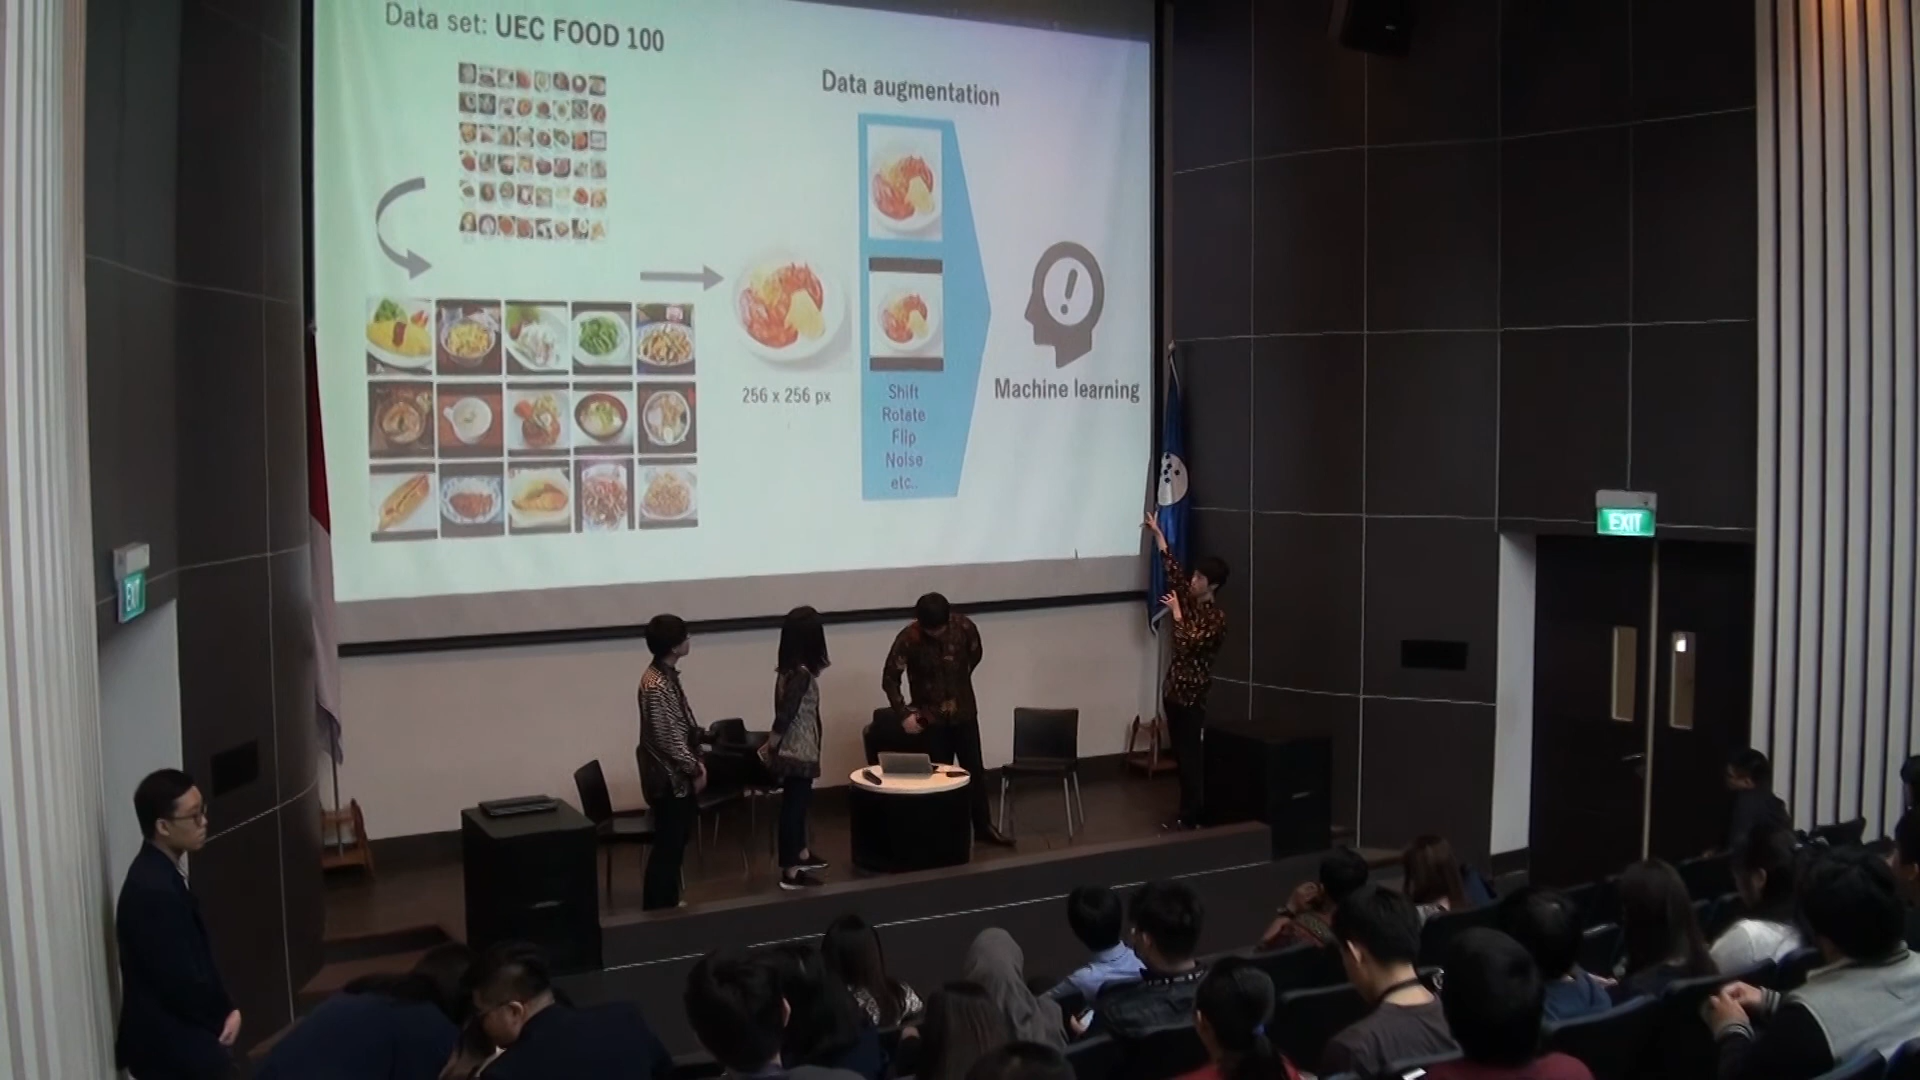 Data set: UEC FOOD 100
Data augmentation
256 x 256 px
Shift
Rotate
Flip
Noise
etc..
Machine learning
EXIT
EXIT